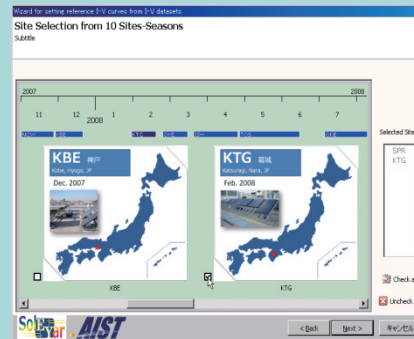 Wizard for setting reference I-V curves from I-V datasets
Site Selection from 10 Sites-Seasons
Subtitle
2007 2008
11 12 2008 1 2 3 4 5 6 7
KTG
Selected Site
KBE 神戸
Kobe, Hyogo, JP
Dec. 2007
KTG 葛城
Katsuragi, Nara, JP
Feb. 2008
SPR
KTG
KBE
KTG
Check a
Uncheck
< Back
Next >
キャンセル
AIST